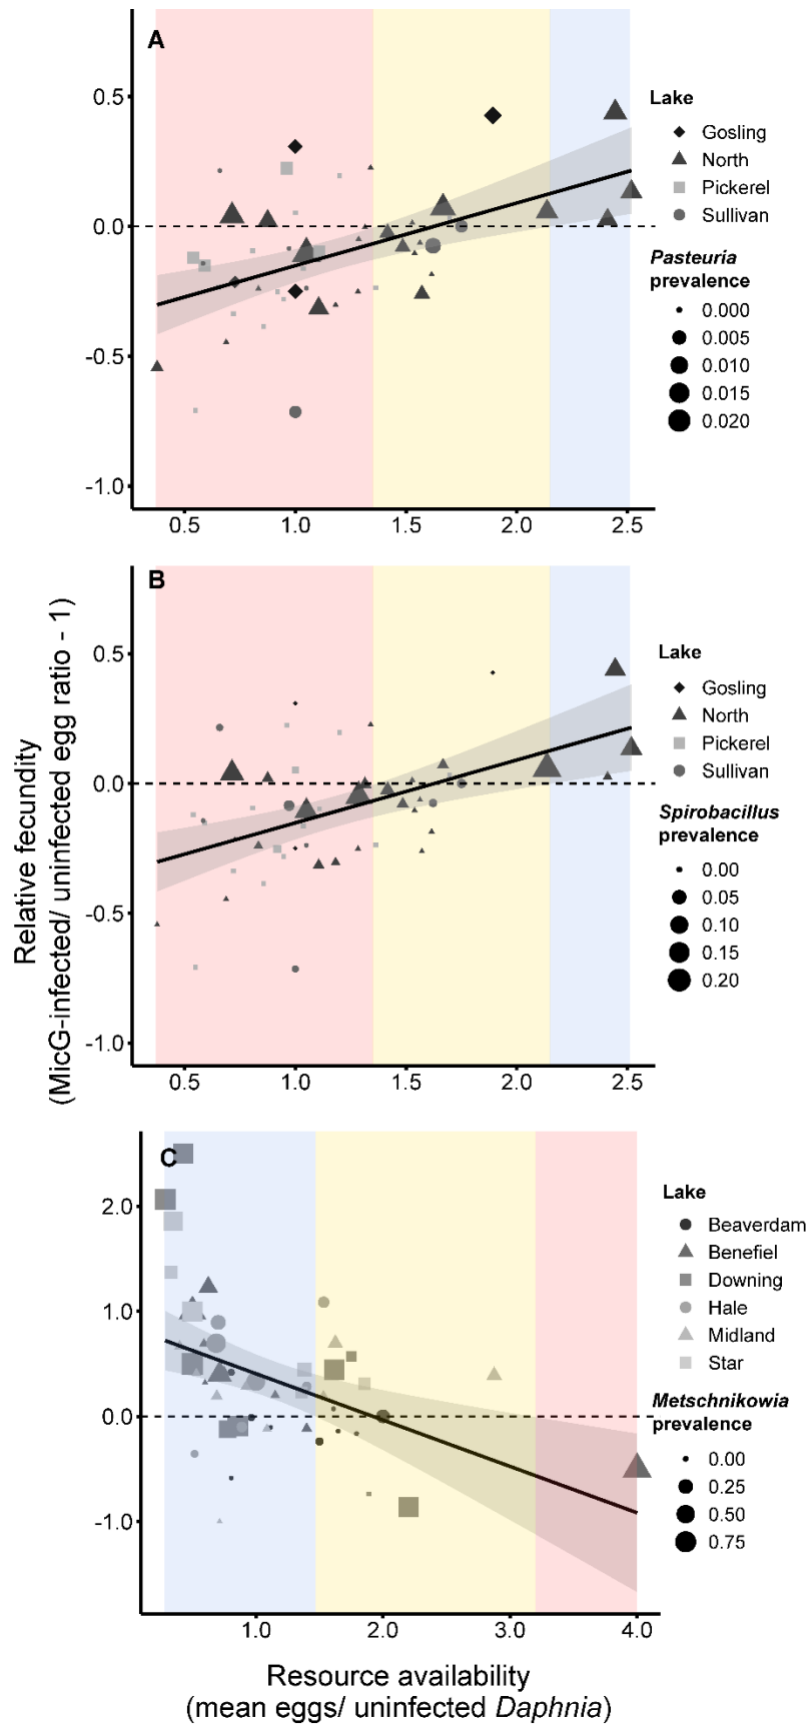 A
0.5
0.0
-0.5
-1.0
0.5
1.0
1.5
2.0
2.5
Lake
Gosling
North
Pickerel
Sullivan
Pasteuria
prevalence
0.000
0.005
0.010
0.015
0.020
B
0.5
0.0
-0.5
-1.0
0.5
1.0
1.5
2.0
2.5
Lake
Gosling
North
Pickerel
Sullivan
Spirobacillus
prevalence
0.00
0.05
0.10
0.15
0.20
Relative fecundity
(MicG-infected/ uninfected egg ratio - 1)
C
2.0
1.0
0.0
-1.0
1.0
2.0
3.0
4.0
Lake
Beaverdam
Benefiel
Downing
Hale
Midland
Star
Metschnikowia
prevalence
0.00
0.25
0.50
0.75
Resource availability
(mean eggs/ uninfected Daphnia)